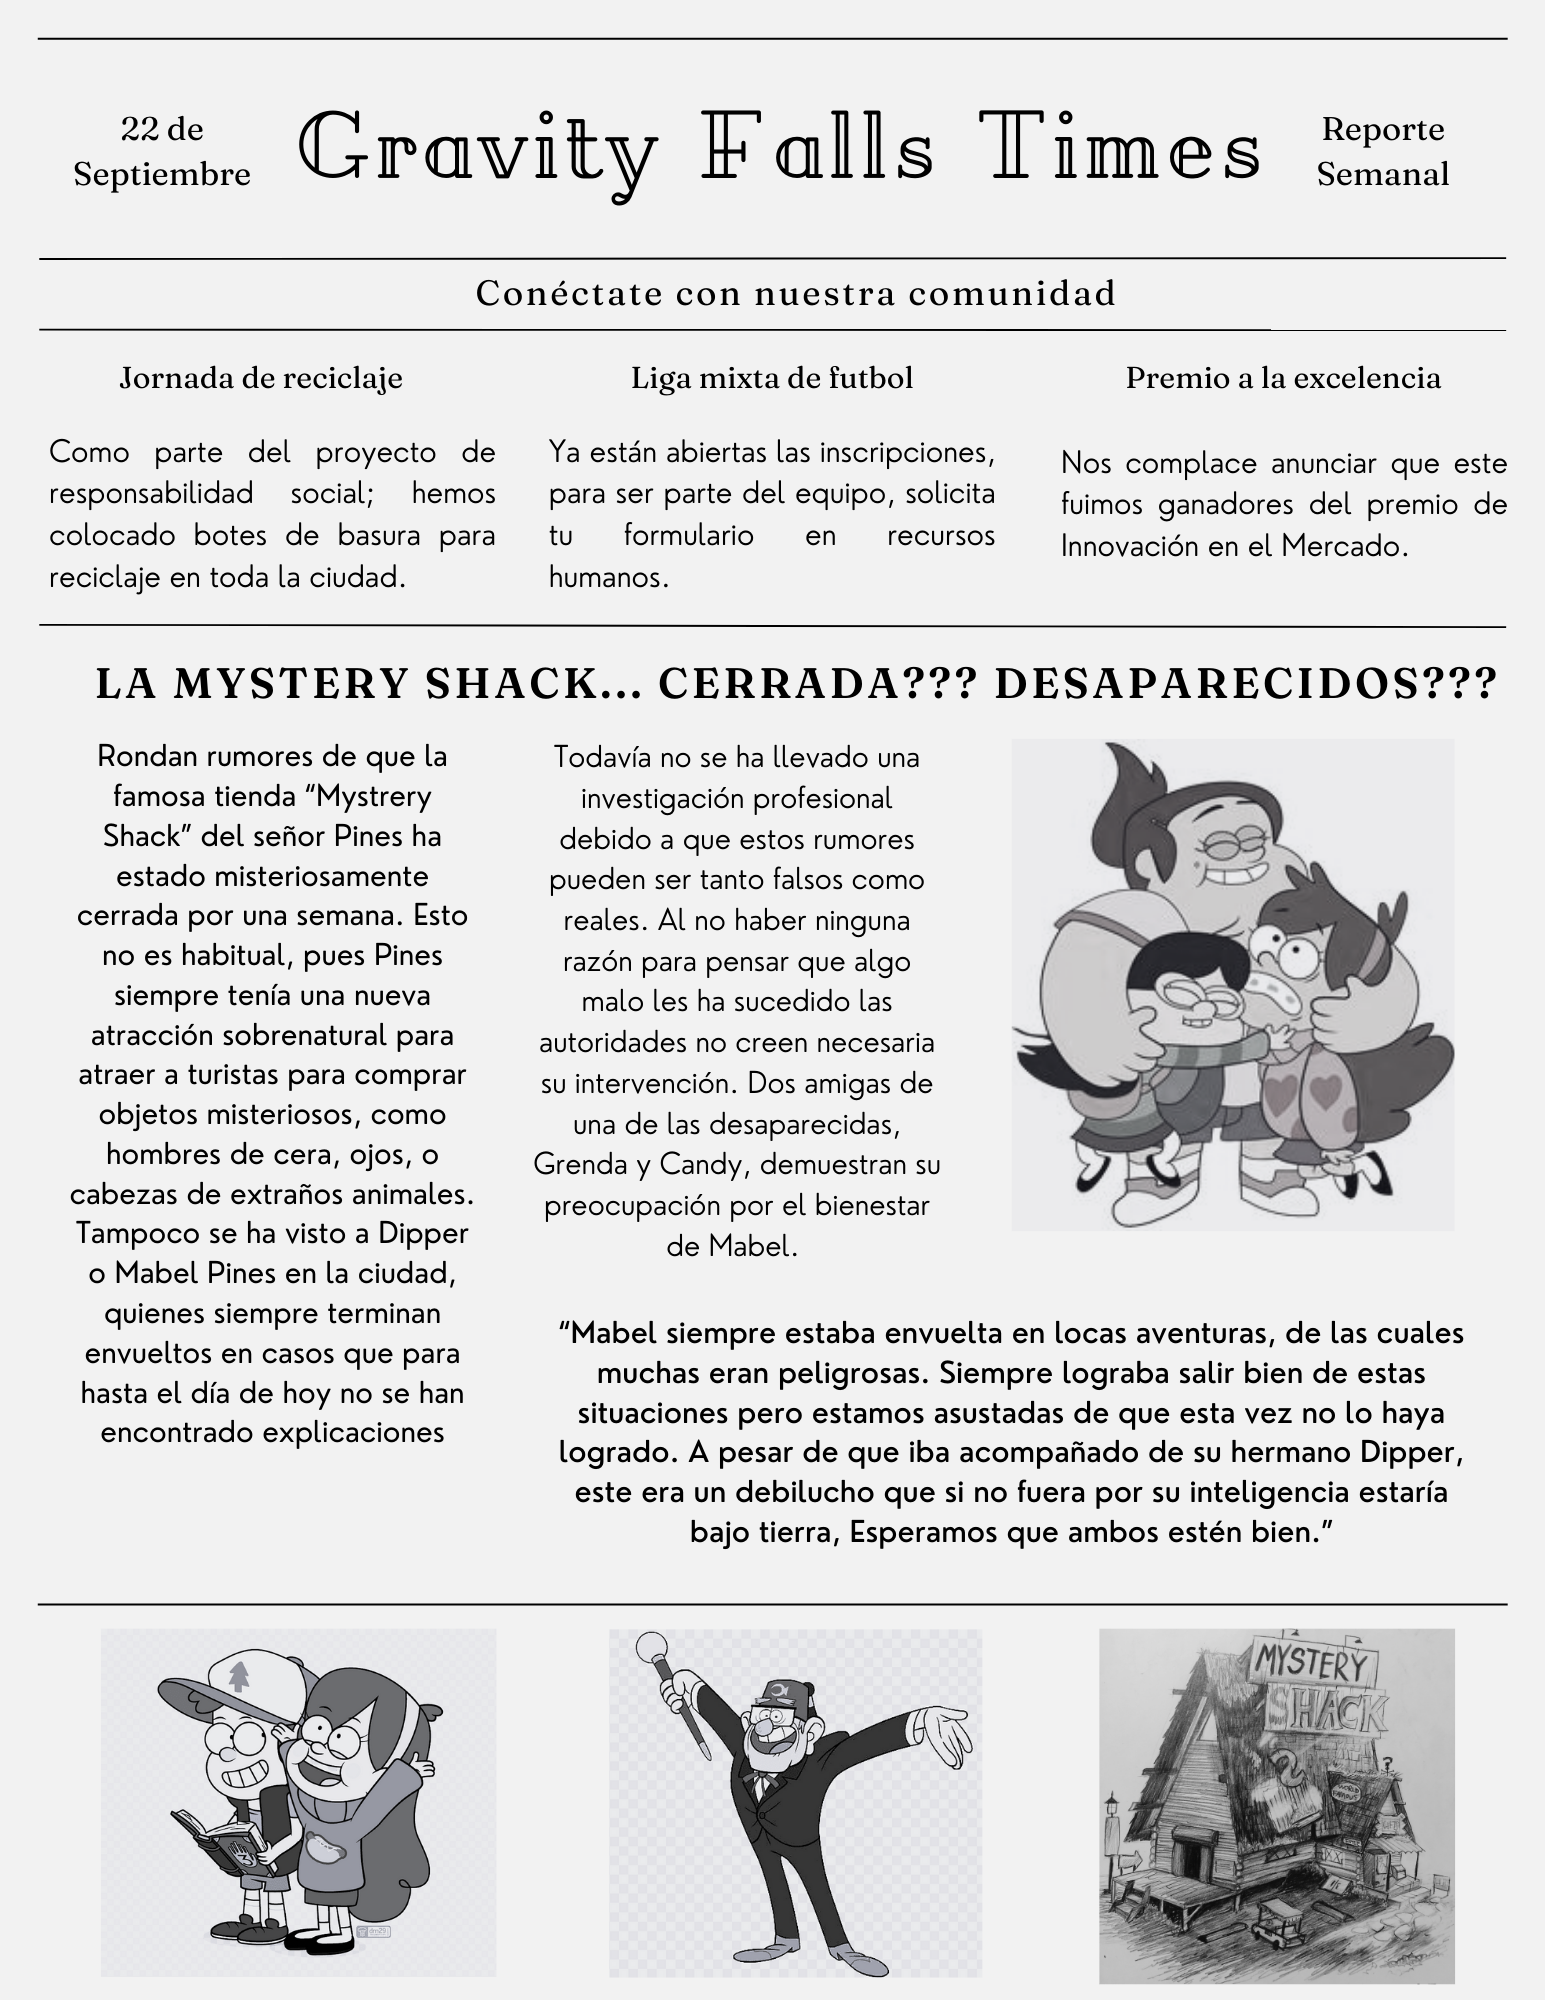 22 de
Septiembre
Gravity Falls Times
Reporte
Semanal
Conéctate con nuestra comunidad
Jornada de reciclaje
Como parte del proyecto de
responsabilidad social; hemos
colocado botes de basura para
reciclaje en toda la ciudad.
Liga mixta de futbol
Ya están abiertas las inscripciones,
para ser parte del equipo, solicita
tu formulario en recursos
humanos.
Premio a la excelencia
Nos complace anunciar que este
fuimos ganadores del premio de
Innovación en el Mercado.
LA MYSTERY SHACK... CERRADA??? DESAPARECIDOS???
Rondan rumores de que la
famosa tienda “Mystrery
Shack” del señor Pines ha
estado misteriosamente
cerrada por una semana. Esto
no es habitual, pues Pines
siempre tenía una nueva
atracción sobrenatural para
atraer a turistas para comprar
objetos misteriosos, como
hombres de cera, ojos, o
cabezas de extraños animales.
Tampoco se ha visto a Dipper
o Mabel Pines en la ciudad,
quienes siempre terminan
envueltos en casos que para
hasta el día de hoy no se han
encontrado explicaciones
Todavía no se ha llevado una
investigación profesional
debido a que estos rumores
pueden ser tanto falsos como
reales. Al no haber ninguna
razón para pensar que algo
malo les ha sucedido las
autoridades no creen necesaria
su intervención. Dos amigas de
una de las desaparecidas,
Grenda y Candy, demuestran su
preocupación por el bienestar
de Mabel.
“Mabel siempre estaba envuelta en locas aventuras, de las cuales
muchas eran peligrosas. Siempre lograba salir bien de estas
situaciones pero estamos asustadas de que esta vez no lo haya
logrado. A pesar de que iba acompañado de su hermano Dipper,
este era un debilucho que si no fuera por su inteligencia estaría
bajo tierra, Esperamos que ambos estén bien.”
3
MYSTERY
SHACK
?
WORLD
FAMOUS
GIFT